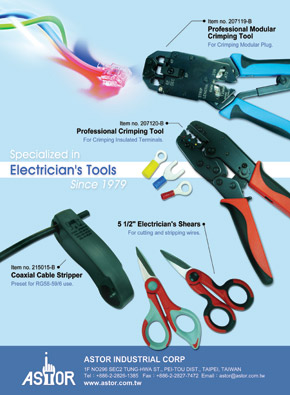 Item no. 207119-B
Professional Modular
Crimping Tool
For Crimping Modular Plug.
Item no. 207120-B
Professional Crimping Tool
For Crimping Insulated Terminals.
Specialized in
Electrician's Tools
Since 1979
5 1/2" Electrician's Shears
For cutting and stripping wires.
Item no. 215015-B
Coaxial Cable Stripper
Preset for RG58-59/6 use.
ASTOR INDUSTRIAL CORP
1F NO296 SEC2 TUNG-HWA ST., PEI-TOU DIST., TAIPEI, TAIWAN
Tel : +886-2-2826-1385 Fax : +886-2-2827-7472 Email : astor@astor.com.tw
www.astor.com.tw
ASTOR